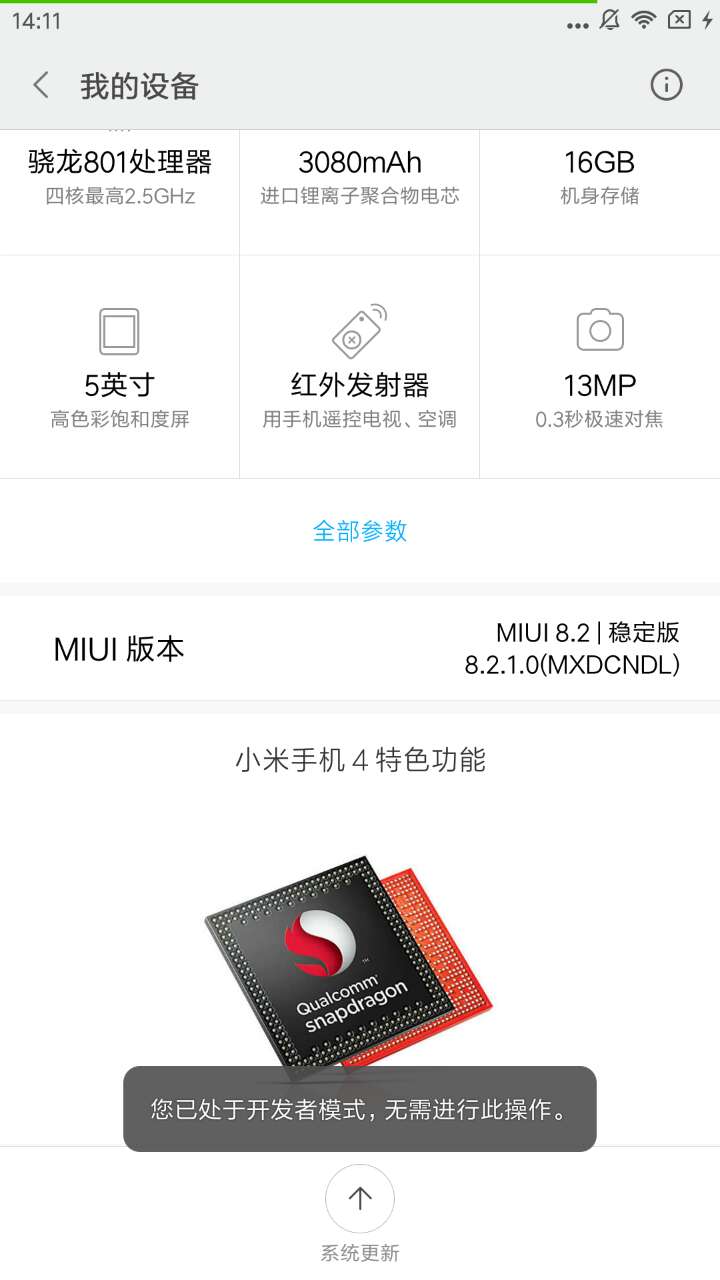 14:11
我的设备
骁龙801处理器
四核最高2.5GHz
3080mAh
进口锂离子聚合物电芯
16GB
机身存储
5英寸
高色彩饱和度屏
红外发射器
用手机遥控电视、空调
13MP
0.3秒极速对焦
全部参数
MIUI 版本
MIUI 8.2 | 稳定版
8.2.1.0(MXDCNDL)
小米手机 4 特色功能
Qualcomm
snapdragon
您已处于开发者模式，无需进行此操作。
系统更新